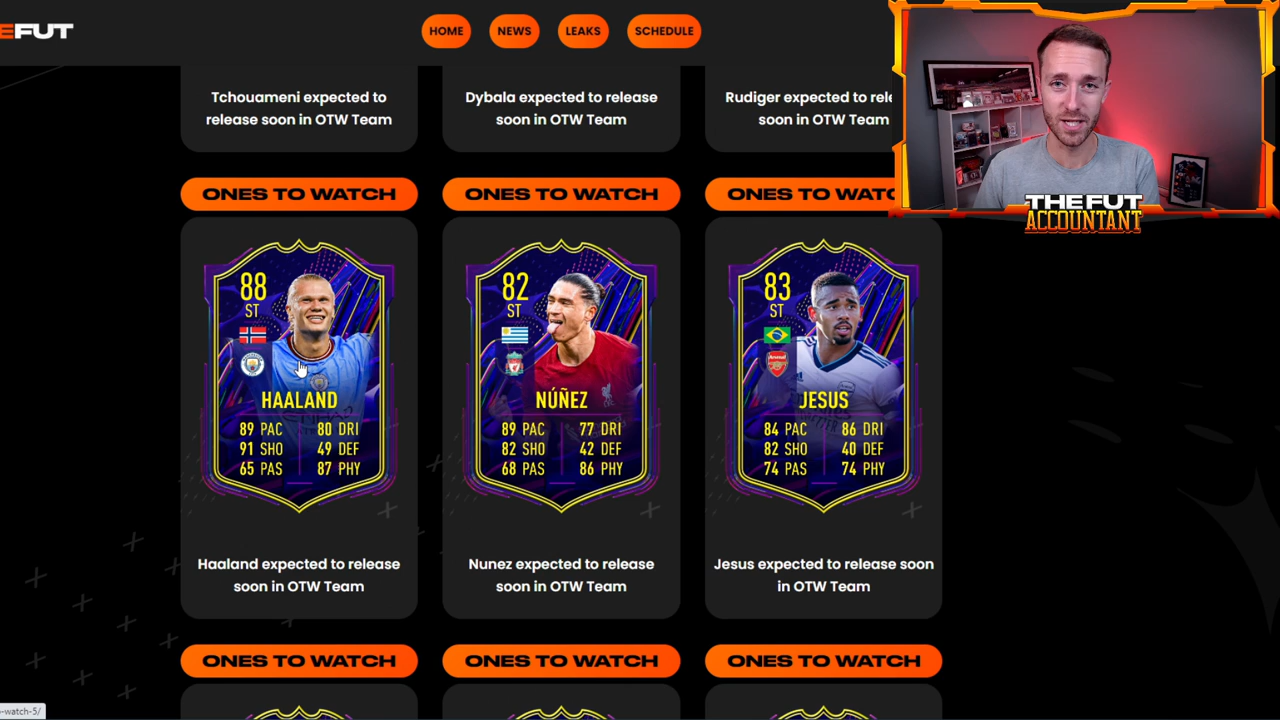 EFUT
HOME
NEWS
LEAKS
SCHEDULE
Tchouameni expected to
release soon in OTW Team
Dybala expected to release
soon in OTW Team
Rudiger expected to rele
soon in OTW Team
THE FUT
ACCOUNTANT
ONES TO WATCH
ONES TO WATCH
ONES TO WATC
88
ST
HAALAND
89 PAC 80 DRI
91 SHO 49 DEF
65 PAS 87 PHY
Haaland expected to release
soon in OTW Team
82
ST
NÚÑEZ
89 PAC 77 DRI
82 SHO 42 DEF
68 PAS 86 PHY
Nunez expected to release
soon in OTW Team
83
ST
Arsenal
JESUS
84 PAC 86 DRI
82 SHO 40 DEF
74 PAS 74 PHY
Jesus expected to release soon
in OTW Team
ONES TO WATCH
ONES TO WATCH
ONES TO WATCH
-watch-5/